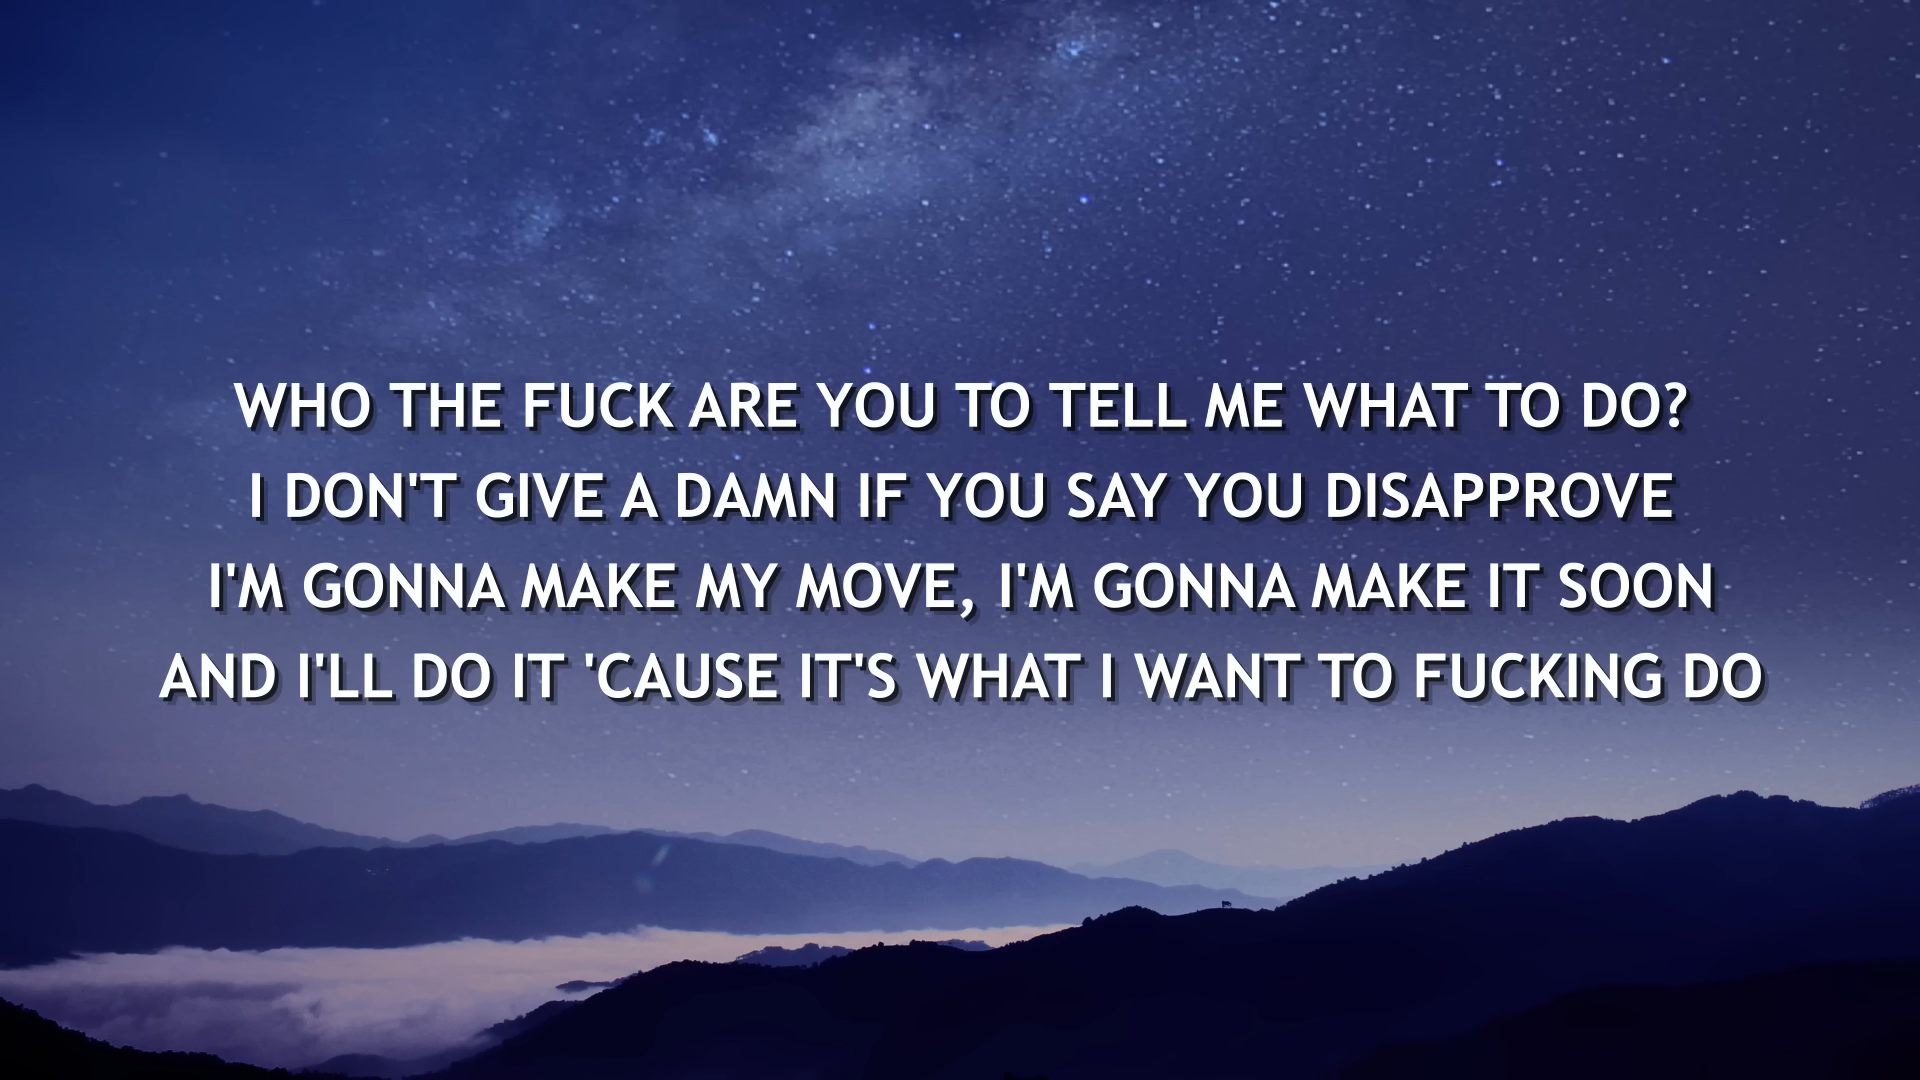 WHO THE FUCK ARE YOU TO TELL ME WHAT TO DO?
I DON'T GIVE A DAMN IF YOU SAY YOU DISAPPROVE
I'M GONNA MAKE MY MOVE, I'M GONNA MAKE IT SOON
AND I'LL DO IT 'CAUSE IT'S WHAT I WANT TO FUCKING DO